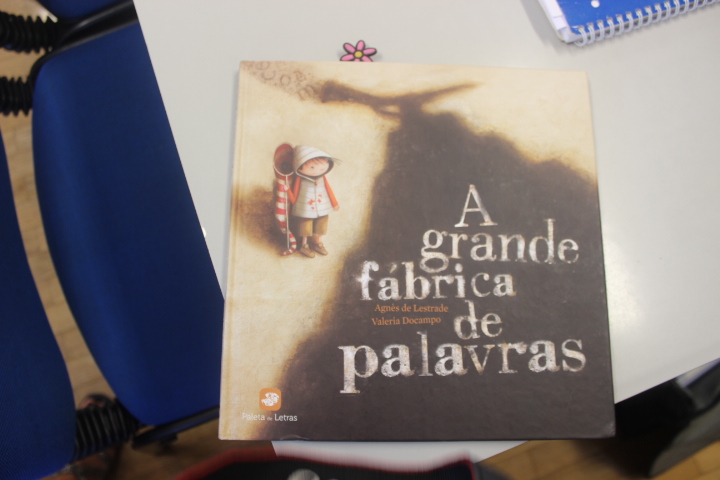 A
grande
fábrica
Agnès de Lestrade
Valeria Docampo
de
palavras
Paleta de Letras